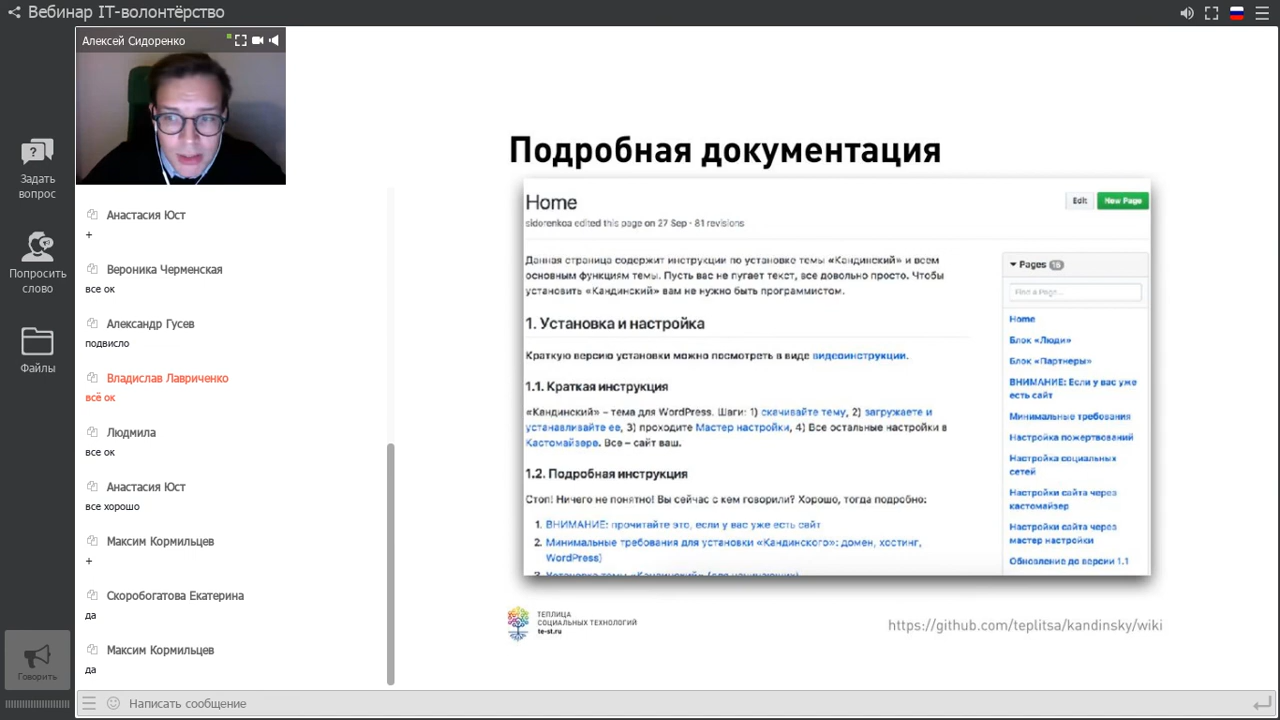 Вебинар IT-волонтёрство
Алексей Сидоренко
Задать
вопрос
Попросить
слово
Файлы
Говорить
Анастасия Юст
+
Вероника Черменская
все ок
Александр Гусев
подвисло
Владислав Лавриченко
всё ок
Людмила
все ок
Анастасия Юст
все хорошо
Максим Кормильцев
+
Скоробогатова Екатерина
да
Максим Кормильцев
да
Написать сообщение
Подробная документация
Home
Edit
New Page
sidorenkoa edited this page on 27 Sep · 81 revisions
Данная страница содержит инструкции по установке темы «Кандинский» и всем
основным функциям темы. Пусть вас не пугает текст, все довольно просто. Чтобы
установить «Кандинский» вам не нужно быть программистом.
1. Установка и настройка
Краткую версию установки можно посмотреть в виде видеоинструкции.
1.1. Краткая инструкция
«Кандинский» – тема для WordPress. Шаги: 1) скачивайте тему, 2) загружаете и
устанавливайте ее, 3) проходите Мастер настройки, 4) Все остальные настройки в
Кастомайзере. Все – сайт ваш.
1.2. Подробная инструкция
Стоп! Ничего не понятно! Вы сейчас с кем говорили? Хорошо, тогда подробно:
1. ВНИМАНИЕ: прочитайте это, если у вас уже есть сайт
2. Минимальные требования для установки «Кандинского»: домен, хостинг,
WordPress)
3. Установка темы «Кандинский» (для начинающих)
Pages 15
Find a Page...
Home
Блок «Люди»
Блок «Партнеры»
ВНИМАНИЕ: Если у вас уже
есть сайт
Минимальные требования
Настройка пожертвований
Настройка социальных
сетей
Настройки сайта через
кастомайзер
Настройки сайта через
мастер настройки
Обновление до версии 1.1
ТЕПЛИЦА
СОЦИАЛЬНЫХ ТЕХНОЛОГИЙ
te-st.ru
https://github.com/teplitsa/kandinsky/wiki